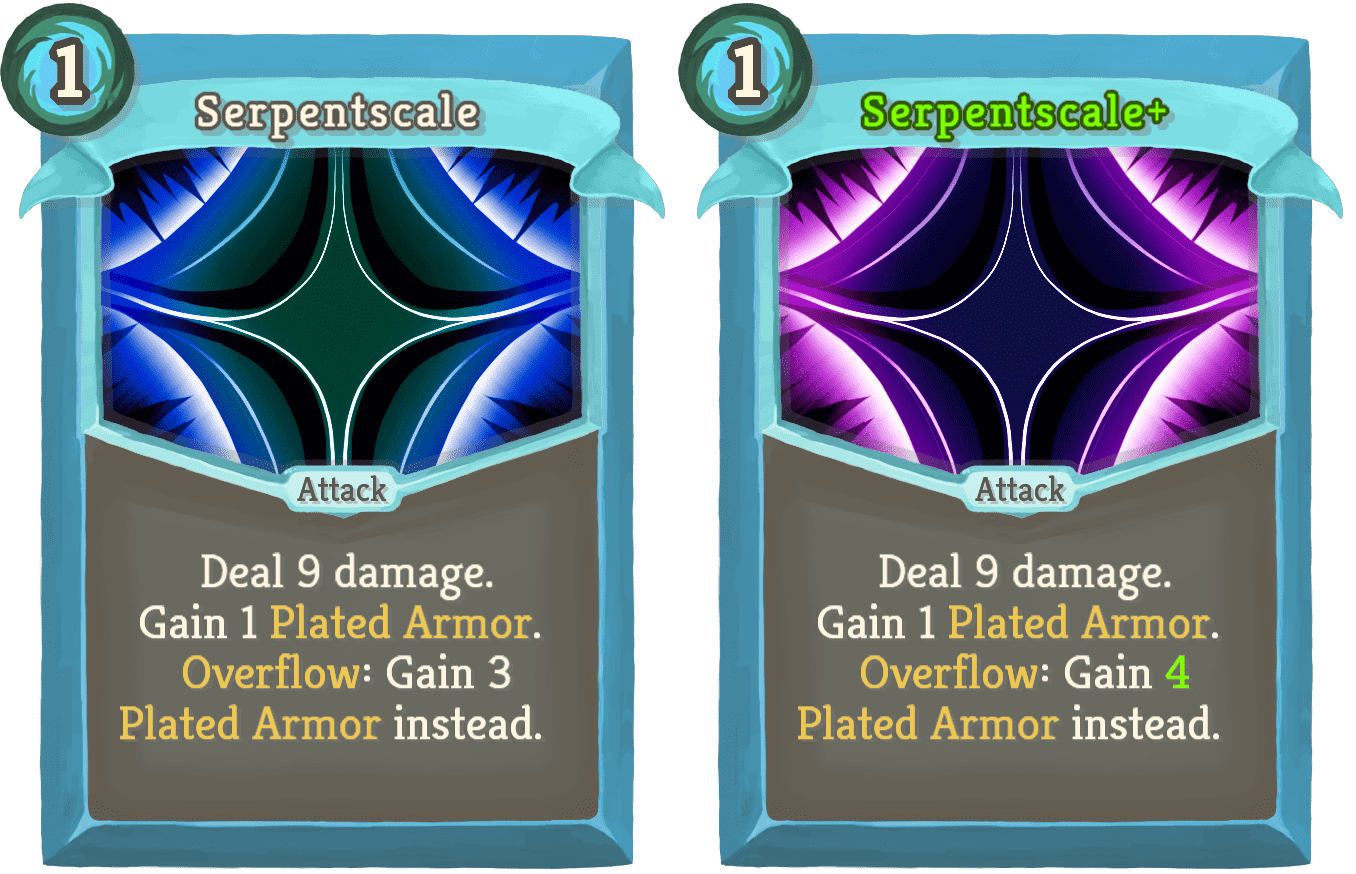 1
Serpentscale
Attack
Deal 9 damage.
Gain 1 Plated Armor.
Overflow: Gain 3
Plated Armor instead.
1
Serpentscale+
Attack
Deal 9 damage.
Gain 1 Plated Armor.
Overflow: Gain 4
Plated Armor instead.